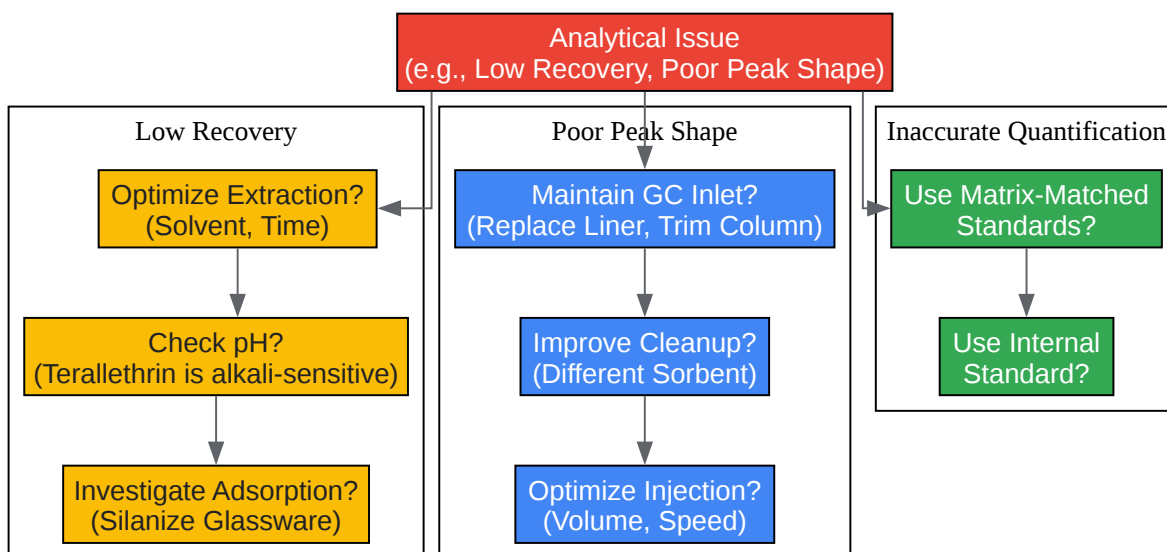 Analytical Issue
(e.g., Low Recovery, Poor Peak Shape)
Low Recovery
Optimize Extraction?
(Solvent, Time)
Check pH?
(Terallethrin is alkali-sensitive)
Investigate Adsorption?
(Silanize Glassware)
Poor Peak Shape
Maintain GC Inlet?
(Replace Liner, Trim Column)
Improve Cleanup?
(Different Sorbent)
Optimize Injection?
(Volume, Speed)
Inaccurate Quantification
Use Matrix-Matched
Standards?
Use Internal
Standard?